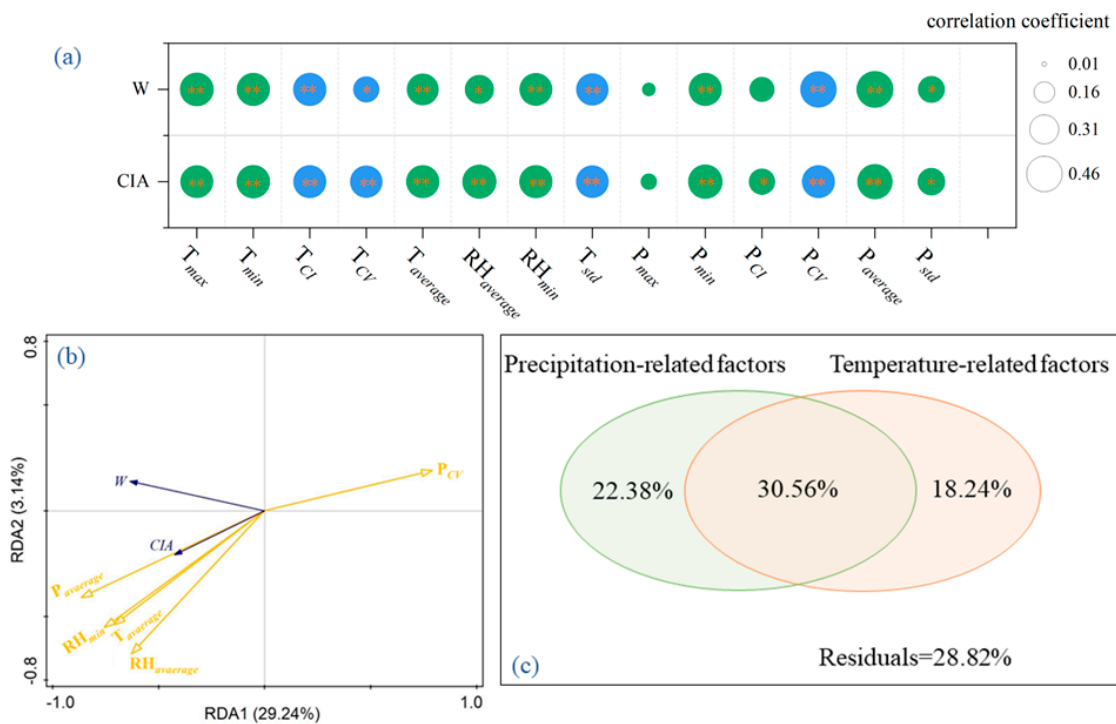 correlation coefficient
(a)
0.01
W
** ** ** * ** * ** ** ** ** ** *
0.16
0.31
CIA
** ** ** ** ** ** ** ** ** * ** ** *
0.46
T max
T min
T CI
T CV
T average
RH average
RH min
T std
P max
P min
P CI
P CV
P average
P std
(b)
0.8
RDA2 (3.14%)
-0.8
W
P CV
CIA
P avaerage
RH min
T avaerage
RH avaerage
-1.0
1.0
RDA1 (29.24%)
Precipitation-related factors
Temperature-related factors
22.38%
30.56%
18.24%
(c)
Residuals=28.82%